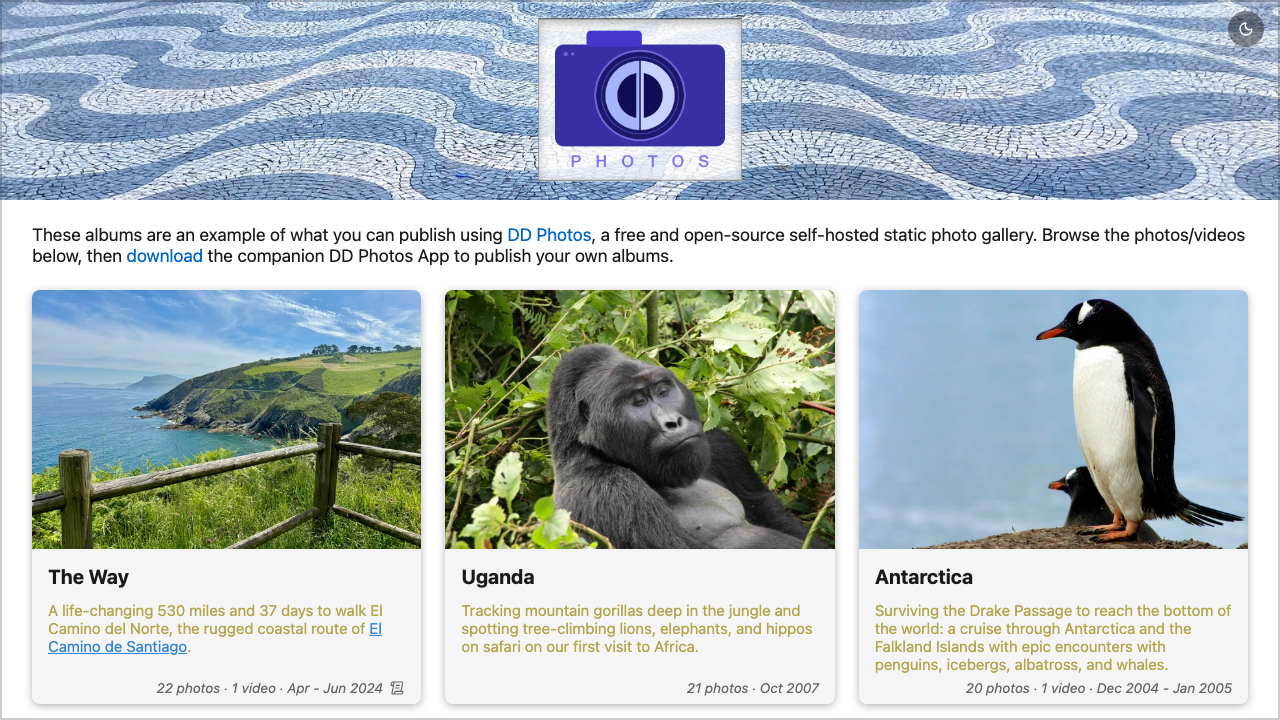 PHOTOS
These albums are an example of what you can publish using DD Photos, a free and open-source self-hosted static photo gallery. Browse the photos/videos
below, then download the companion DD Photos App to publish your own albums.
The Way
A life-changing 530 miles and 37 days to walk El
Camino del Norte, the rugged coastal route of El
Camino de Santiago.
22 photos · 1 video · Apr - Jun 2024
Uganda
Tracking mountain gorillas deep in the jungle and
spotting tree-climbing lions, elephants, and hippos
on safari on our first visit to Africa.
21 photos · Oct 2007
Antarctica
Surviving the Drake Passage to reach the bottom of
the world: a cruise through Antarctica and the
Falkland Islands with epic encounters with
penguins, icebergs, albatross, and whales.
20 photos · 1 video · Dec 2004 - Jan 2005